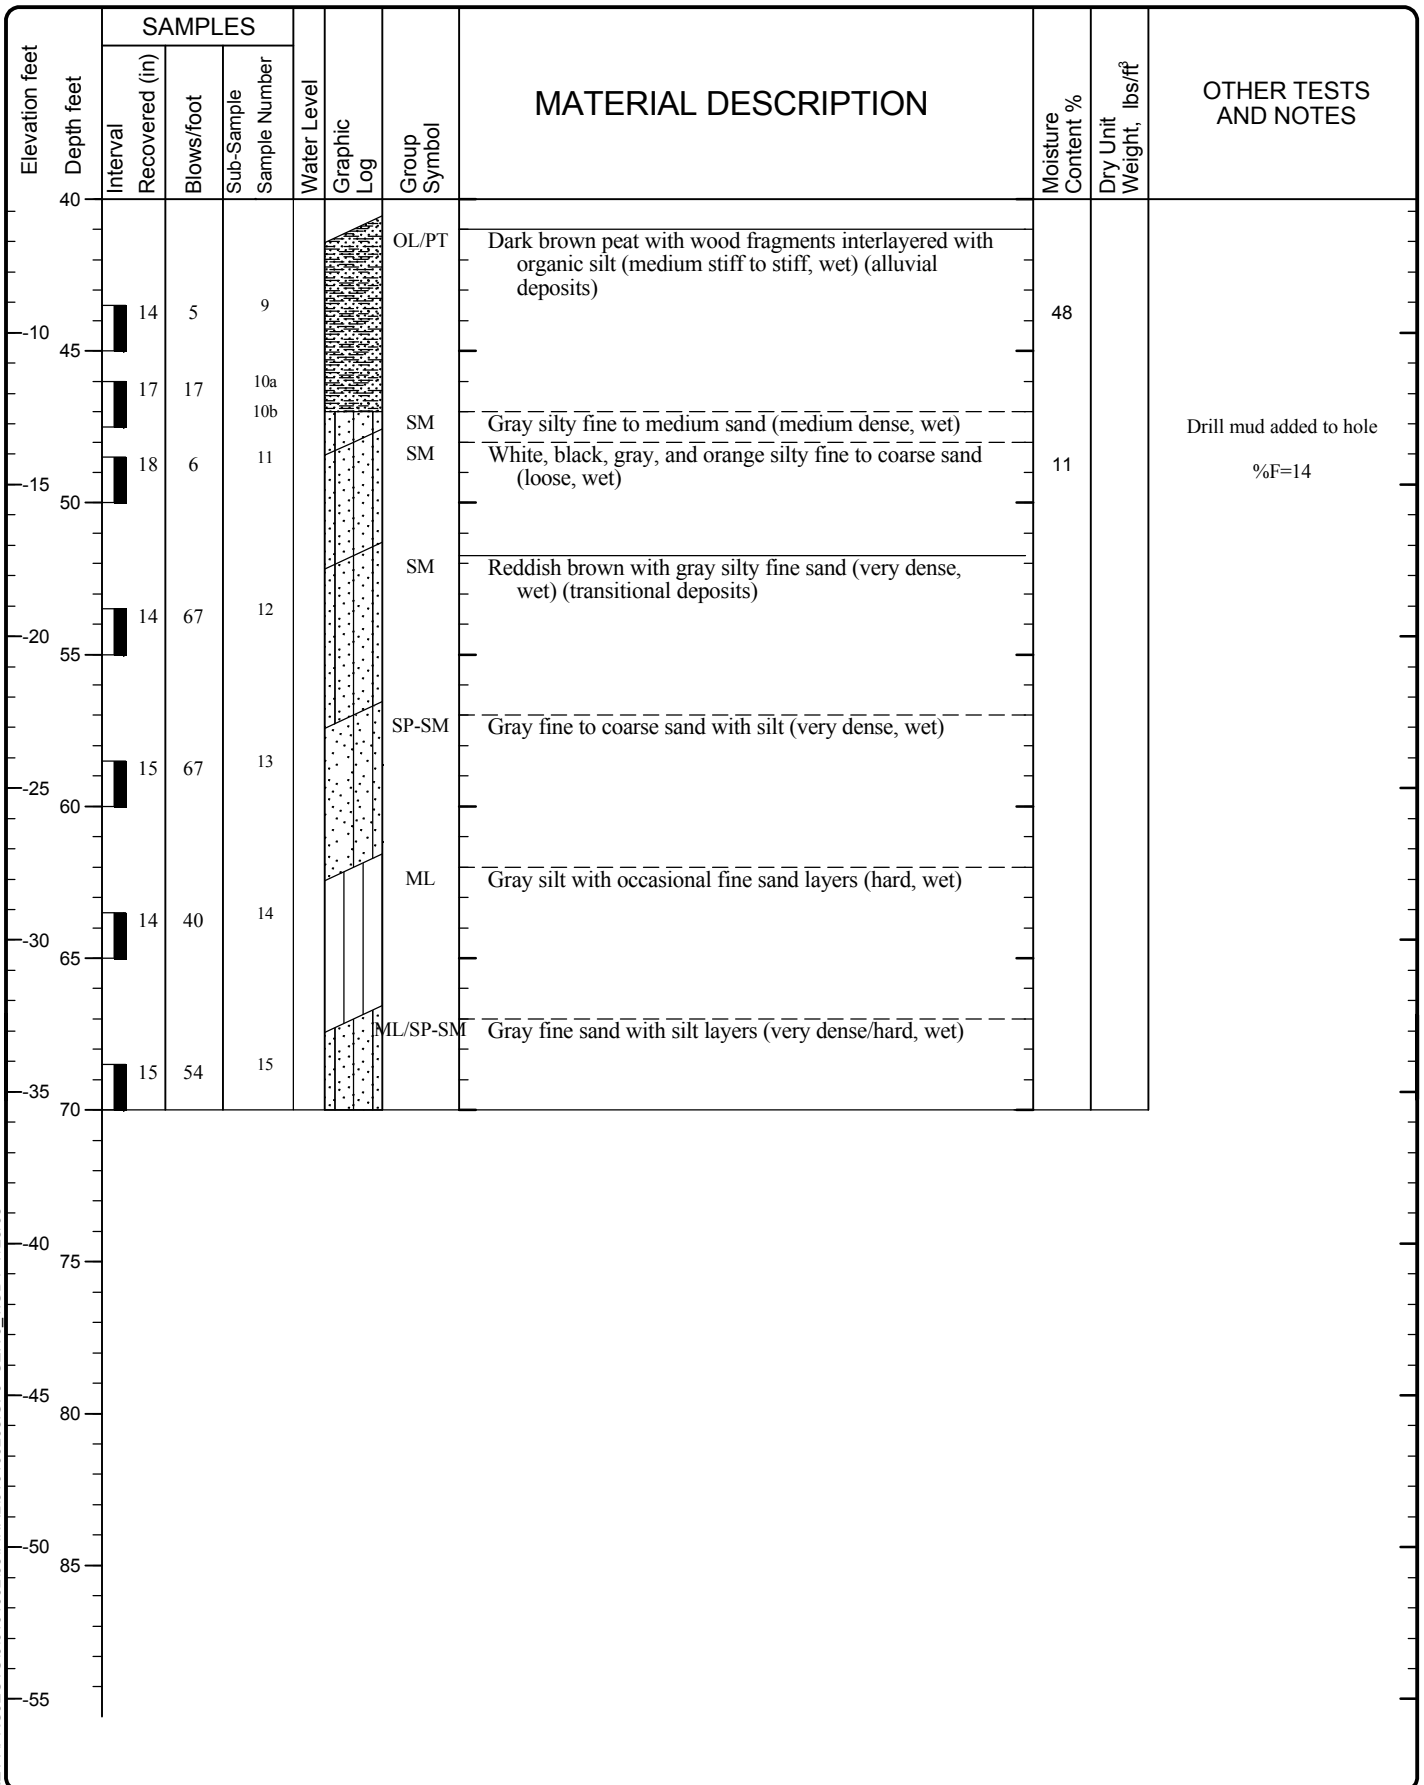 SAMPLES
Elevation feet
Depth feet
Interval
Recovered (in)
Blows/foot
Sub-Sample
Sample Number
Water Level
Graphic
Log
Group
Symbol
MATERIAL DESCRIPTION
Moisture
Content %
Dry Unit
Weight, lbs/ft³
OTHER TESTS
AND NOTES
40
OL/PT
Dark brown peat with wood fragments interlayered with
organic silt (medium stiff to stiff, wet) (alluvial
deposits)
14 5 9 48
-10
45
17 17 10a
10b
SM Gray silty fine to medium sand (medium dense, wet)
Drill mud added to hole
SM White, black, gray, and orange silty fine to coarse sand
(loose, wet)
18 6 11 11 %F=14
-15
50
SM Reddish brown with gray silty fine sand (very dense,
wet) (transitional deposits)
14 67 12
-20
55
SP-SM Gray fine to coarse sand with silt (very dense, wet)
15 67 13
-25
60
ML Gray silt with occasional fine sand layers (hard, wet)
14 40 14
-30
65
ML/SP-SM Gray fine sand with silt layers (very dense/hard, wet)
15 54 15
-35
70
-40
75
-45
80
-50
85
-55